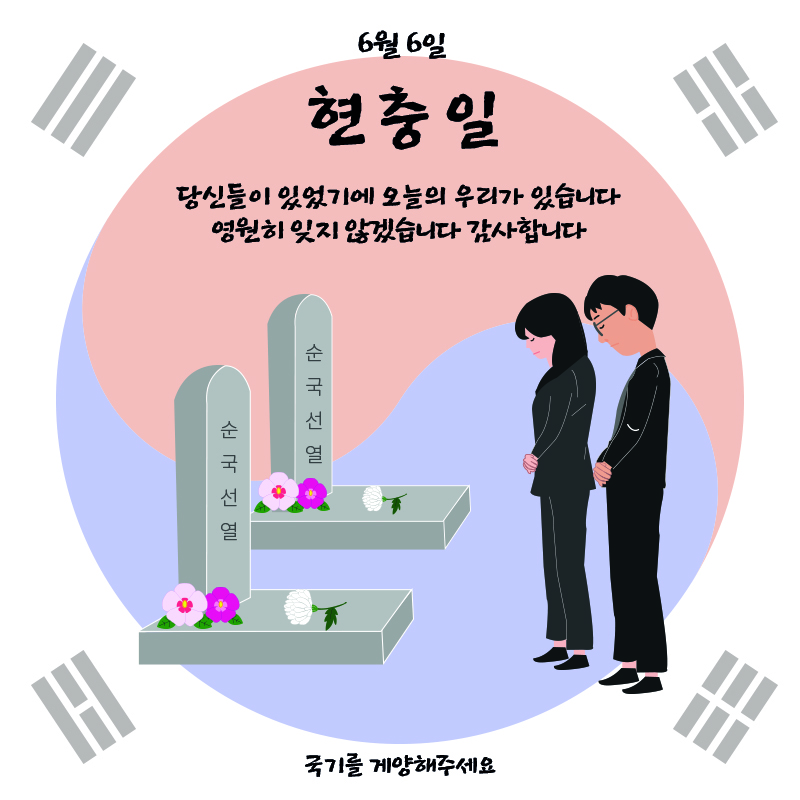 6월 6일
현충일
당신들이 있었기에 오늘의 우리가 있습니다
영원히 잊지 않겠습니다 감사합니다
순국선열
순국선열
국기를 게양해주세요